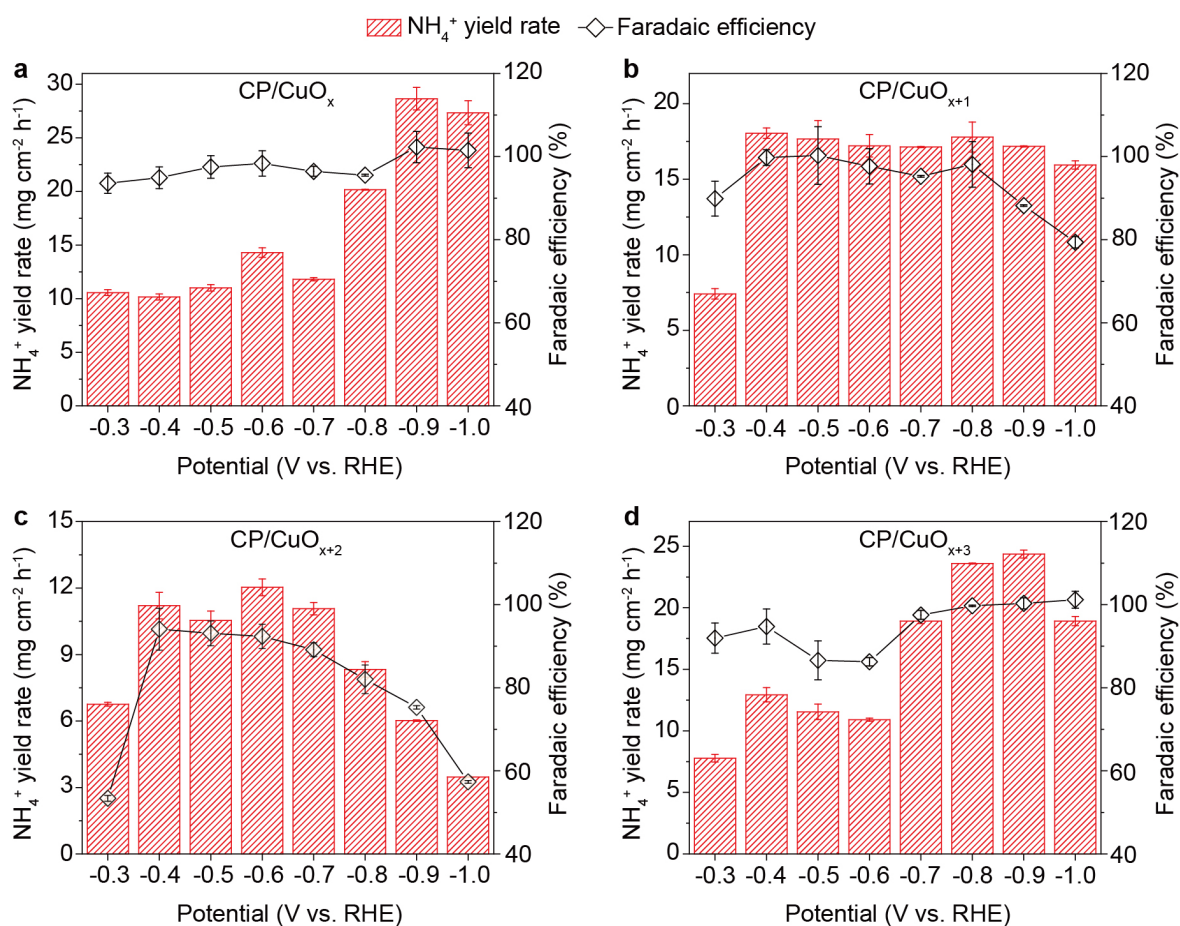 NH₄⁺ yield rate Faradaic efficiency
a
CP/CuOₓ
NH₄⁺ yield rate (mg cm⁻² h⁻¹)
30
25
20
15
10
5
0
120
100
80
60
40
Faradaic efficiency (%)
-0.3 -0.4 -0.5 -0.6 -0.7 -0.8 -0.9 -1.0
Potential (V vs. RHE)
b
CP/CuOₓ₊₁
NH₄⁺ yield rate (mg cm⁻² h⁻¹)
20
15
10
5
0
120
100
80
60
40
Faradaic efficiency (%)
-0.3 -0.4 -0.5 -0.6 -0.7 -0.8 -0.9 -1.0
Potential (V vs. RHE)
c
CP/CuOₓ₊₂
NH₄⁺ yield rate (mg cm⁻² h⁻¹)
15
12
9
6
3
0
120
100
80
60
40
Faradaic efficiency (%)
-0.3 -0.4 -0.5 -0.6 -0.7 -0.8 -0.9 -1.0
Potential (V vs. RHE)
d
CP/CuOₓ₊₃
NH₄⁺ yield rate (mg cm⁻² h⁻¹)
25
20
15
10
5
0
120
100
80
60
40
Faradaic efficiency (%)
-0.3 -0.4 -0.5 -0.6 -0.7 -0.8 -0.9 -1.0
Potential (V vs. RHE)